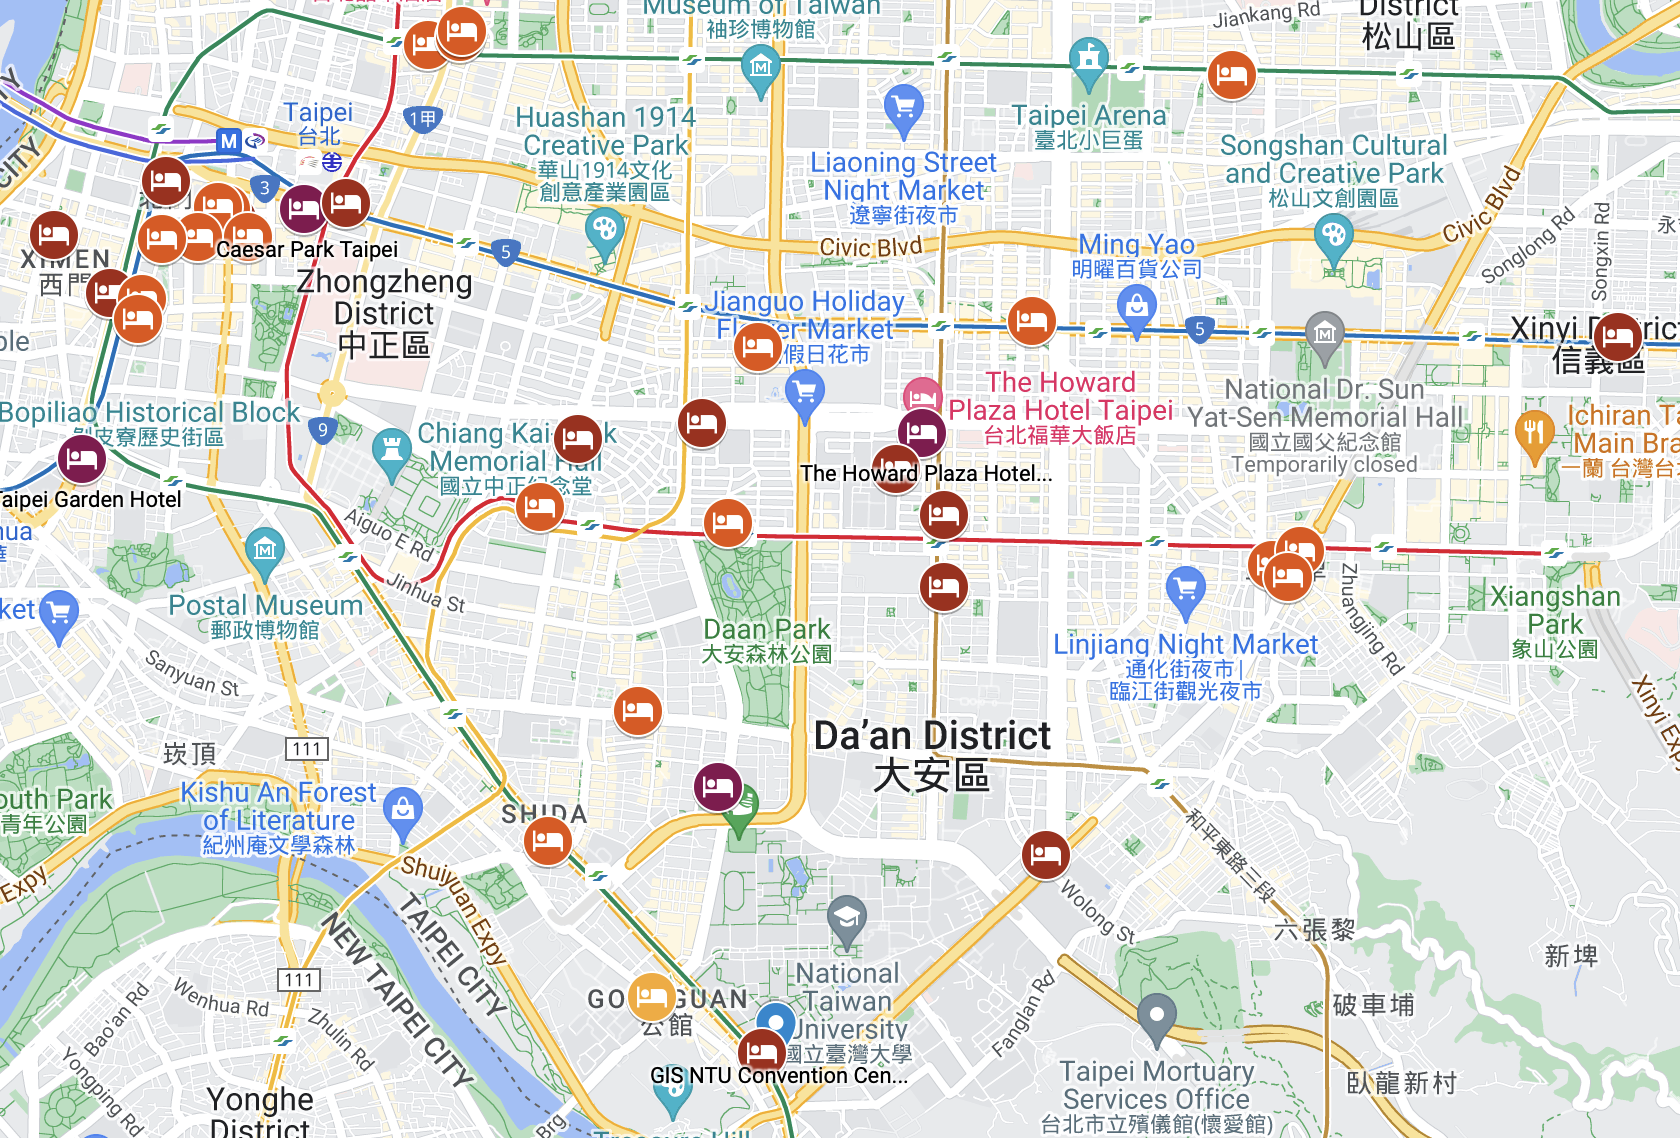 Museum of Taiwan
袖珍博物館
Jiankang Rd
District
松山區
Taipei
台北
1甲
Huashan 1914
Creative Park
華山1914文化
創意產業園區
Taipei Arena
臺北小巨蛋
Liaoning Street
Night Market
遼寧街夜市
Songshan Cultural
and Creative Park
松山文創園區
Civic Blvd
Songlong Rd
Songxin Rd
永
CITY
M
3
5
Civic Blvd
Ming Yao
明曜百貨公司
Caesar Park Taipei
Zhongzheng
District
中正區
Jianguo Holiday
Market
假日花市
5
Xinyi
信義區
The Howard
Plaza Hotel Taipei
台北福華大飯店
National Dr. Sun
Yat-Sen Memorial Hall
國立國父紀念館
Temporarily closed
Ichiran Ta
Main Bra
一蘭 台灣台
Bopiliao Historical Block
剝皮寮歷史街區
9
Chiang Kai
Memorial Hall
國立中正紀念堂
The Howard Plaza Hotel...
aipei Garden Hotel
Aiguo E Rd
Jinhua St
Postal Museum
郵政博物館
ket
Zhuangjing Rd
Xiangshan
Park
象山公園
Daan Park
大安森林公園
Linjiang Night Market
通化街夜市|
臨江街觀光夜市
Sanyuan St
Da’an District
大安區
111
崁頂
Kishu An Forest
of Literature
紀州庵文學森林
outh Park
青年公園
SHIDA
和平東路三段
Expy
Shuiyuan Expy
TAIPEI CITY
NEW TAIPEI CITY
Wolong St
六張黎
新埤
National
Taiwan
University
國立臺灣大學
公館
111
Wenhua Rd
Yongping Rd
Bao'an Rd
Zhulin Rd
Fanglan Rd
破車埔
GIS NTU Convention Cen...
Taipei Mortuary
Services Office
台北市立殯儀館(懷愛館)
臥龍新村
Yonghe
District
Brg
Treasure Hill